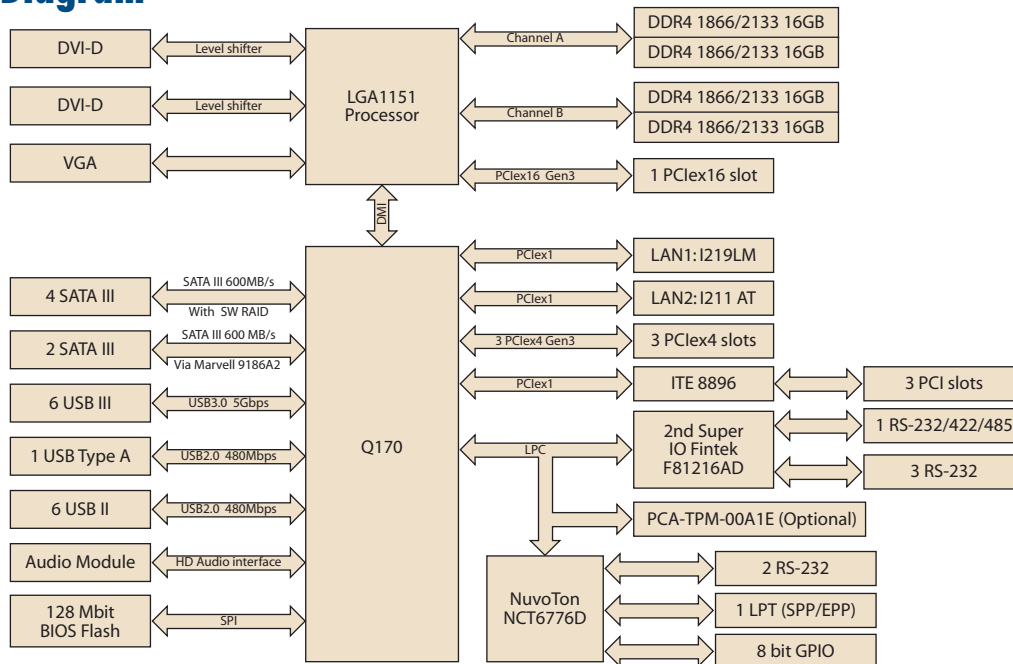 Diagram
DVI-D
Level shifter
DVI-D
Level shifter
VGA
LGA1151
Processor
Channel A
DDR4 1866/2133 16GB
DDR4 1866/2133 16GB
Channel B
DDR4 1866/2133 16GB
DDR4 1866/2133 16GB
PCIex16 Gen3
1 PCIex16 slot
DMI
4 SATA III
SATA III 600MB/s
With SW RAID
2 SATA III
SATA III 600 MB/s
Via Marvell 9186A2
6 USB III
USB3.0 5Gbps
1 USB Type A
USB2.0 480Mbps
6 USB II
USB2.0 480Mbps
Audio Module
HD Audio interface
128 Mbit
BIOS Flash
SPI
Q170
PCIex1
LAN1: I219LM
PCIex1
LAN2: I211 AT
3 PCIex4 Gen3
3 PCIex4 slots
PCIex1
ITE 8896
3 PCI slots
LPC
2nd Super
IO Fintek
F81216AD
1 RS-232/422/485
3 RS-232
PCA-TPM-00A1E (Optional)
NuvoTon
NCT6776D
2 RS-232
1 LPT (SPP/EPP)
8 bit GPIO